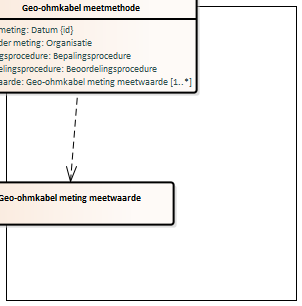 Geo-ohmkabel meetmethode
meting: Datum {id}
der meting: Organisatie
gsprocedure: Bepalingsprocedure
elingsprocedure: Beoordelingsprocedure
aarde: Geo-ohmkabel meting meetwaarde [1..*]
Geo-ohmkabel meting meetwaarde